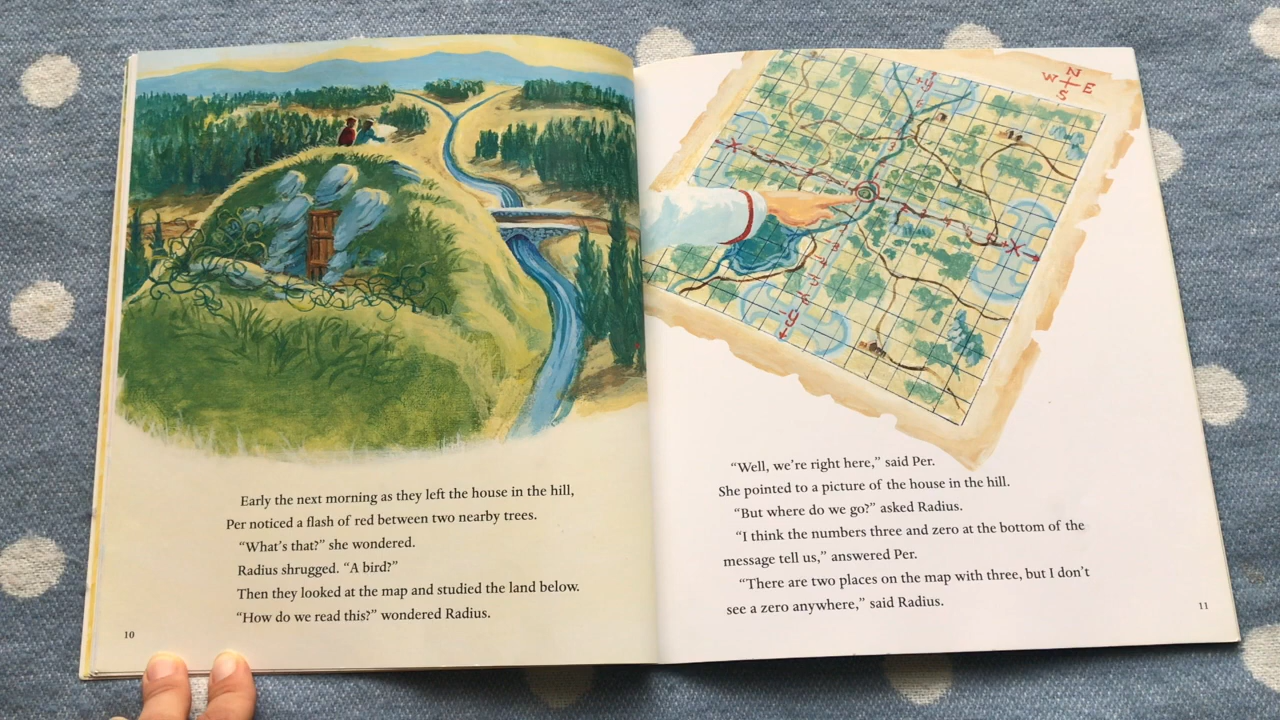 Early the next morning as they left the house in the hill,
Per noticed a flash of red between two nearby trees.
“What’s that?” she wondered.
Radius shrugged. “A bird?”
Then they looked at the map and studied the land below.
“How do we read this?” wondered Radius.
10
N
W E
S
+y
-x
+x
-y
“Well, we’re right here,” said Per.
She pointed to a picture of the house in the hill.
“But where do we go?” asked Radius.
“I think the numbers three and zero at the bottom of the
message tell us,” answered Per.
“There are two places on the map with three, but I don’t
see a zero anywhere,” said Radius.
11